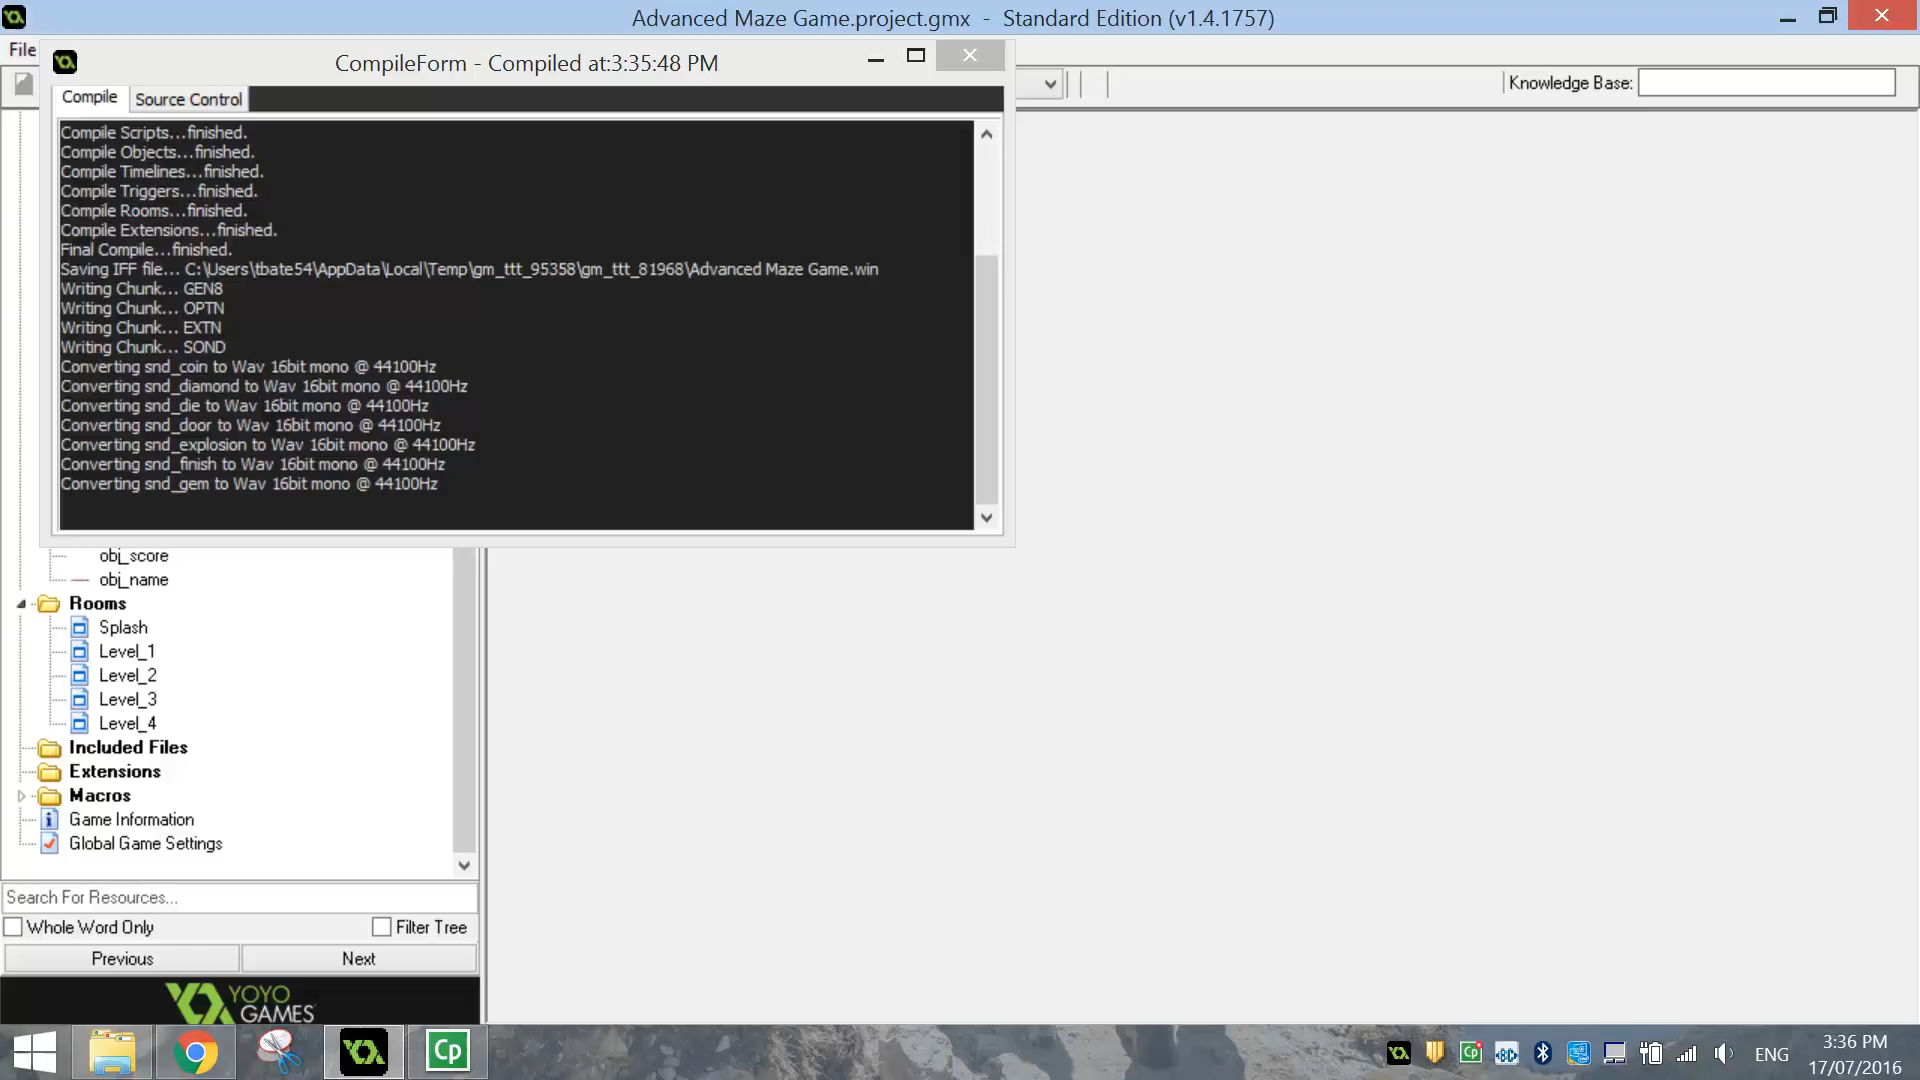 Advanced Maze Game.project.gmx - Standard Edition (v1.4.1757)
File
CompileForm - Compiled at:3:35:48 PM
Knowledge Base:
Compile
Source Control
Compile Scripts...finished.
Compile Objects...finished.
Compile Timelines...finished.
Compile Triggers...finished.
Compile Rooms...finished.
Compile Extensions...finished.
Final Compile...finished.
Saving IFF file... C:\Users\tbate54\AppData\Local\Temp\gm_ttt_95358\gm_ttt_81968\Advanced Maze Game.win
Writing Chunk... GEN8
Writing Chunk... OPTN
Writing Chunk... EXTN
Writing Chunk... SOND
Converting snd_coin to Wav 16bit mono @ 44100Hz
Converting snd_diamond to Wav 16bit mono @ 44100Hz
Converting snd_die to Wav 16bit mono @ 44100Hz
Converting snd_door to Wav 16bit mono @ 44100Hz
Converting snd_explosion to Wav 16bit mono @ 44100Hz
Converting snd_finish to Wav 16bit mono @ 44100Hz
Converting snd_gem to Wav 16bit mono @ 44100Hz
obj_score
obj_name
Rooms
Splash
Level_1
Level_2
Level_3
Level_4
Included Files
Extensions
Macros
Game Information
Global Game Settings
Search For Resources...
Whole Word Only
Filter Tree
Previous
Next
YOYO
GAMES
Cp
Cp
ENG
3:36 PM
17/07/2016